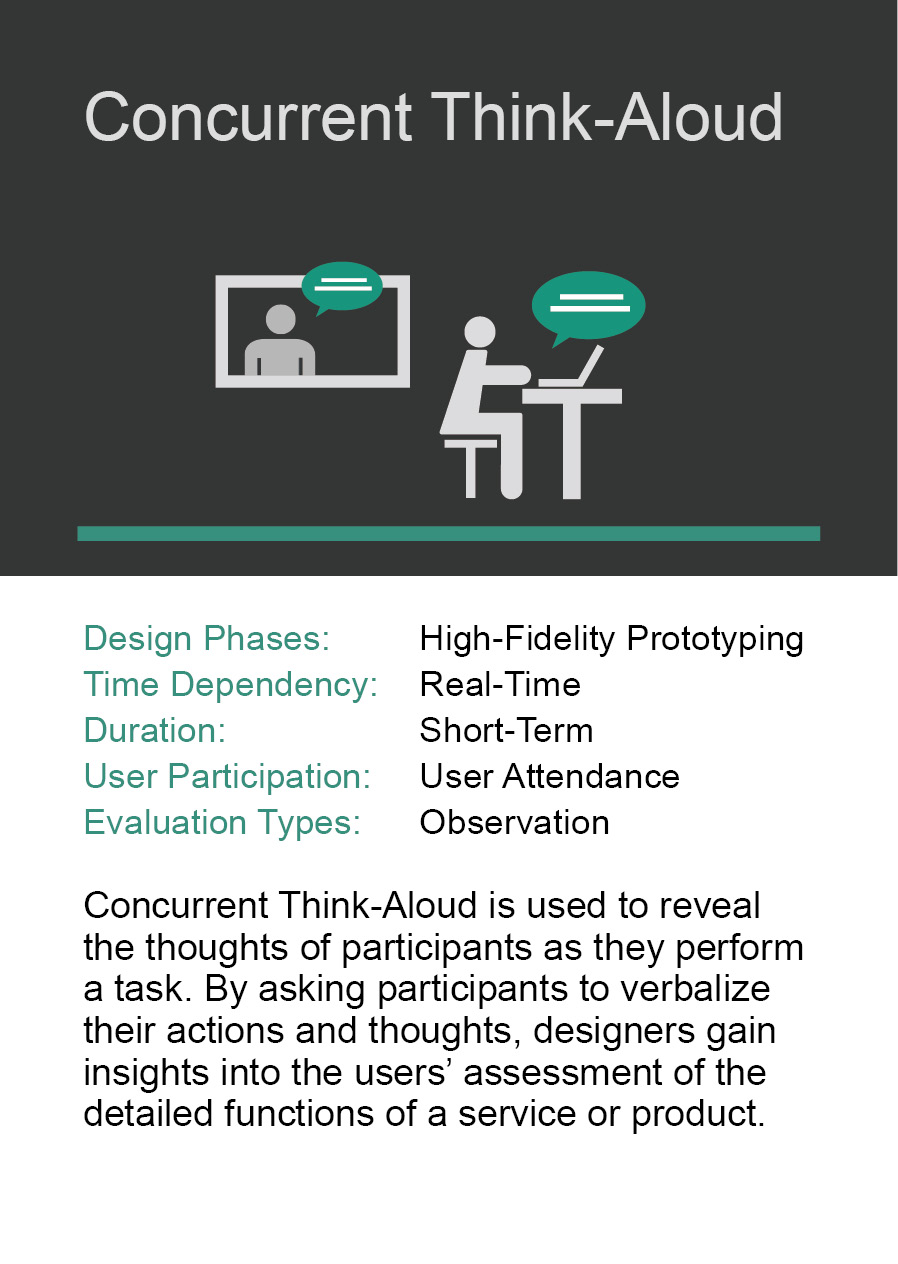 Concurrent Think-Aloud
Design Phases: High-Fidelity Prototyping
Time Dependency: Real-Time
Duration: Short-Term
User Participation: User Attendance
Evaluation Types: Observation
Concurrent Think-Aloud is used to reveal
the thoughts of participants as they perform
a task. By asking participants to verbalize
their actions and thoughts, designers gain
insights into the users’ assessment of the
detailed functions of a service or product.